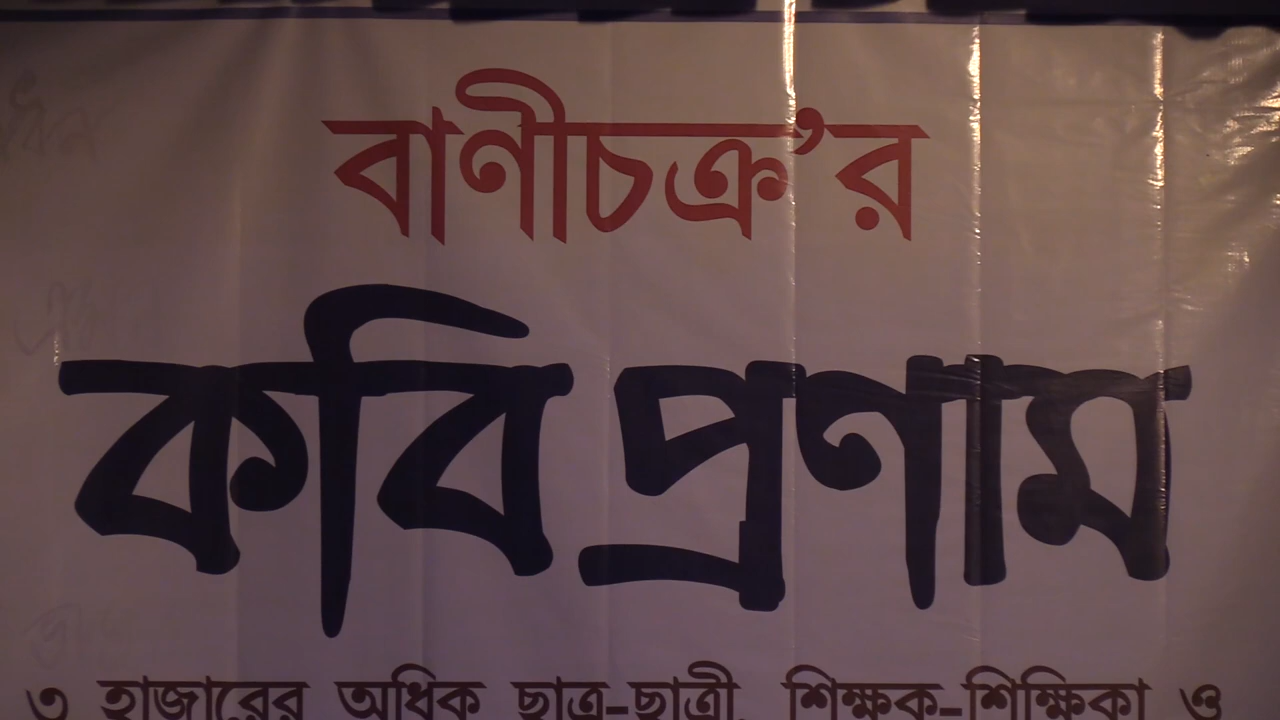 বাণীচক্র'র
কবি প্রণাম
৩ হাজারের অধিক ছাত্র-ছাত্রী, শিক্ষক-শিক্ষিকা ও